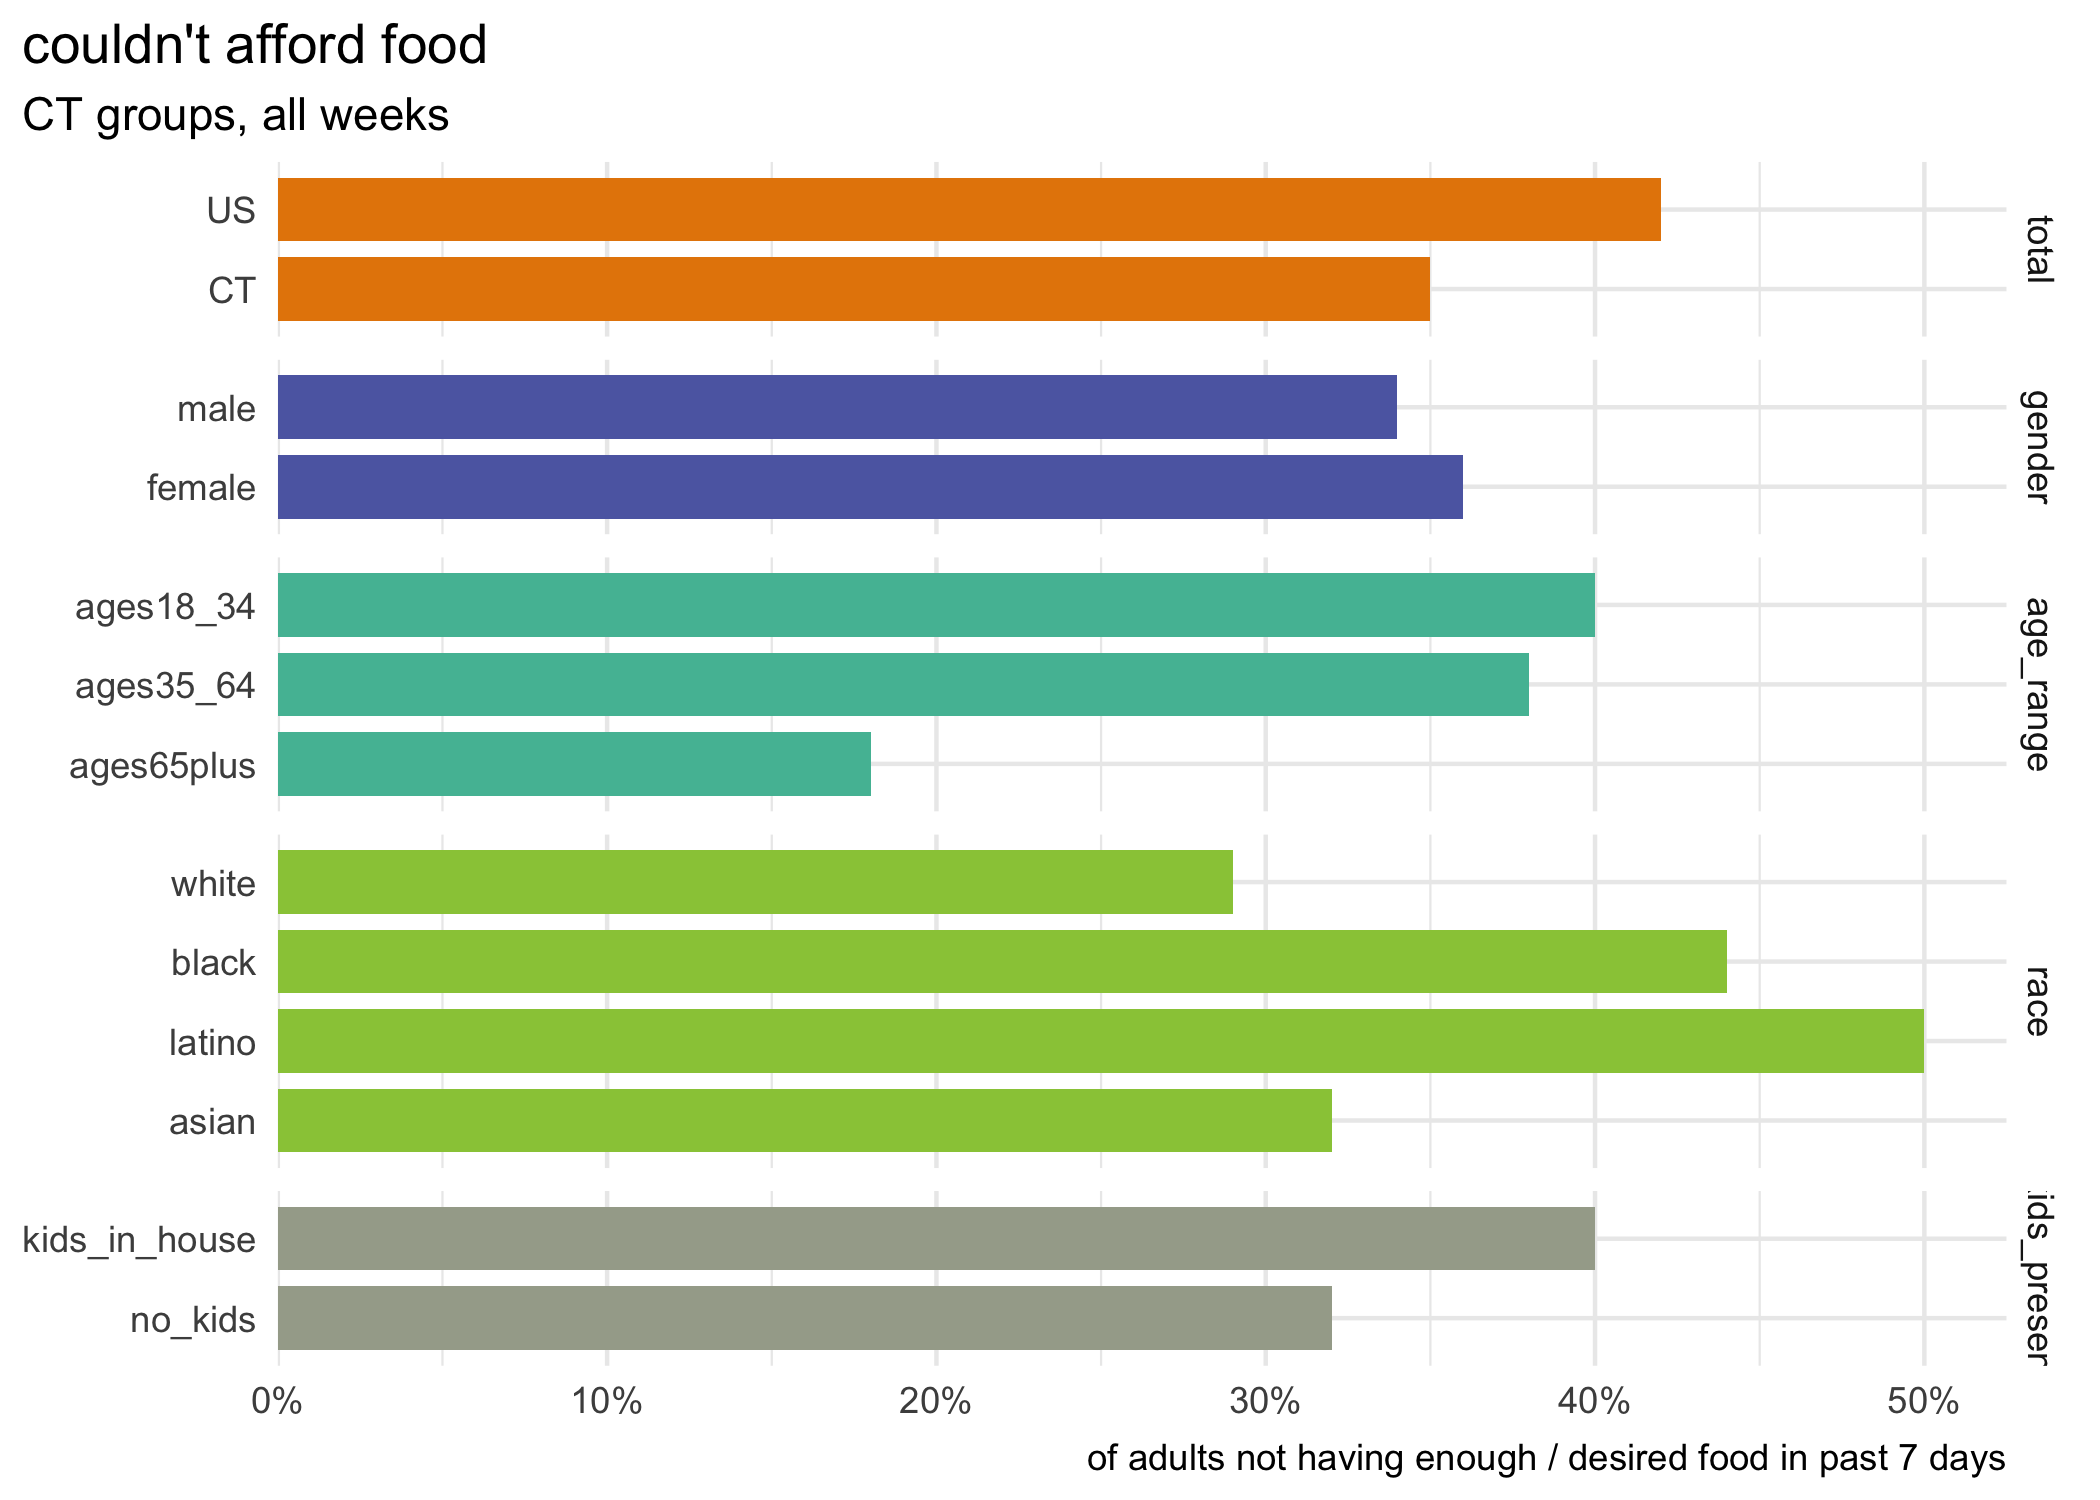 couldn't afford food
CT groups, all weeks
US
CT
total
male
female
gender
ages18_34
ages35_64
ages65plus
age_range
white
black
latino
asian
race
kids_in_house
no_kids
ids_preser
0% 10% 20% 30% 40% 50%
of adults not having enough / desired food in past 7 days